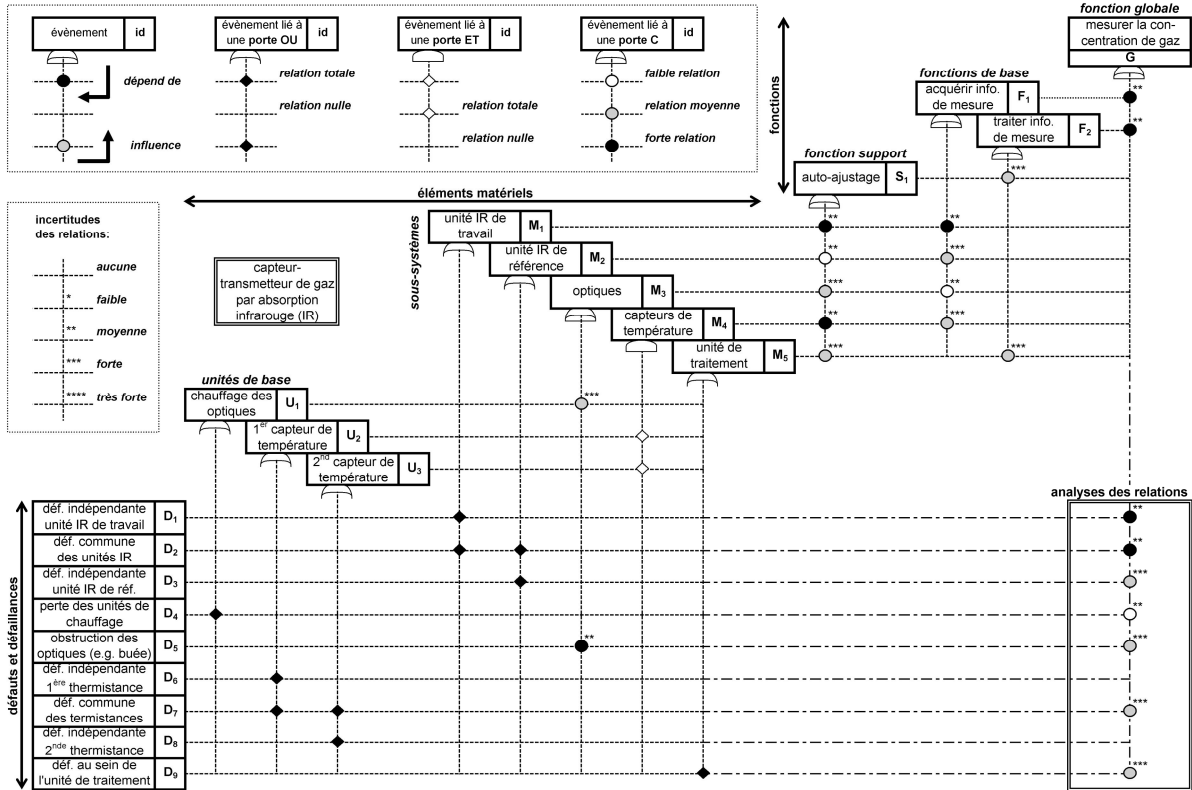 évènement
id
évènement lié à
une porte OU
id
évènement lié à
une porte ET
id
évènement lié à
une porte C
id
dépend de
influence
relation totale
relation nulle
relation totale
relation nulle
faible relation
relation moyenne
forte relation
fonctions
fonction globale
mesurer la con-
centration de gaz
G
fonctions de base
acquérir info.
de mesure
F1
**
traiter info.
de mesure
F2
**
fonction support
auto-ajustage
S1
***
éléments matériels
sous-systèmes
unité IR de
travail
M1
**
**
unité IR de
référence
M2
**
***
optiques
M3
***
**
capteurs de
température
M4
**
***
unité de
traitement
M5
***
***
incertitudes
des relations:
aucune
*
faible
**
moyenne
***
forte
****
très forte
capteur-
transmetteur de gaz
par absorption
infrarouge (IR)
unités de base
chauffage des
optiques
U1
***
1er capteur de
température
U2
2nd capteur de
température
U3
analyses des relations
défauts et défaillances
déf. indépendante
unité IR de travail
D1
**
déf. commune
des unités IR
D2
**
déf. indépendante
unité IR de réf.
D3
***
perte des unités de
chauffage
D4
**
obstruction des
optiques (e.g. buée)
D5
**
***
déf. indépendante
1ère thermistance
D6
déf. commune
des termistances
D7
***
déf. indépendante
2nde thermistance
D8
déf. au sein de
l'unité de traitement
D9
***